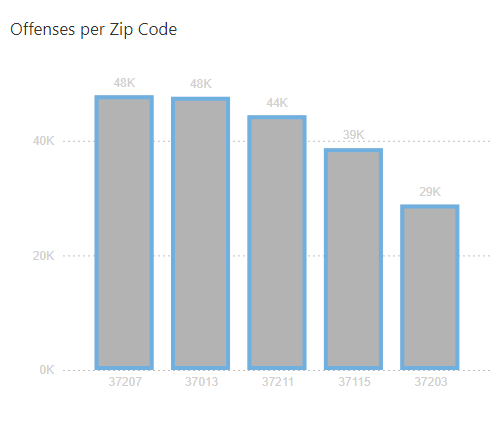 Offenses per Zip Code
48K 48K 44K 39K 29K
40K
20K
0K
37207 37013 37211 37115 37203